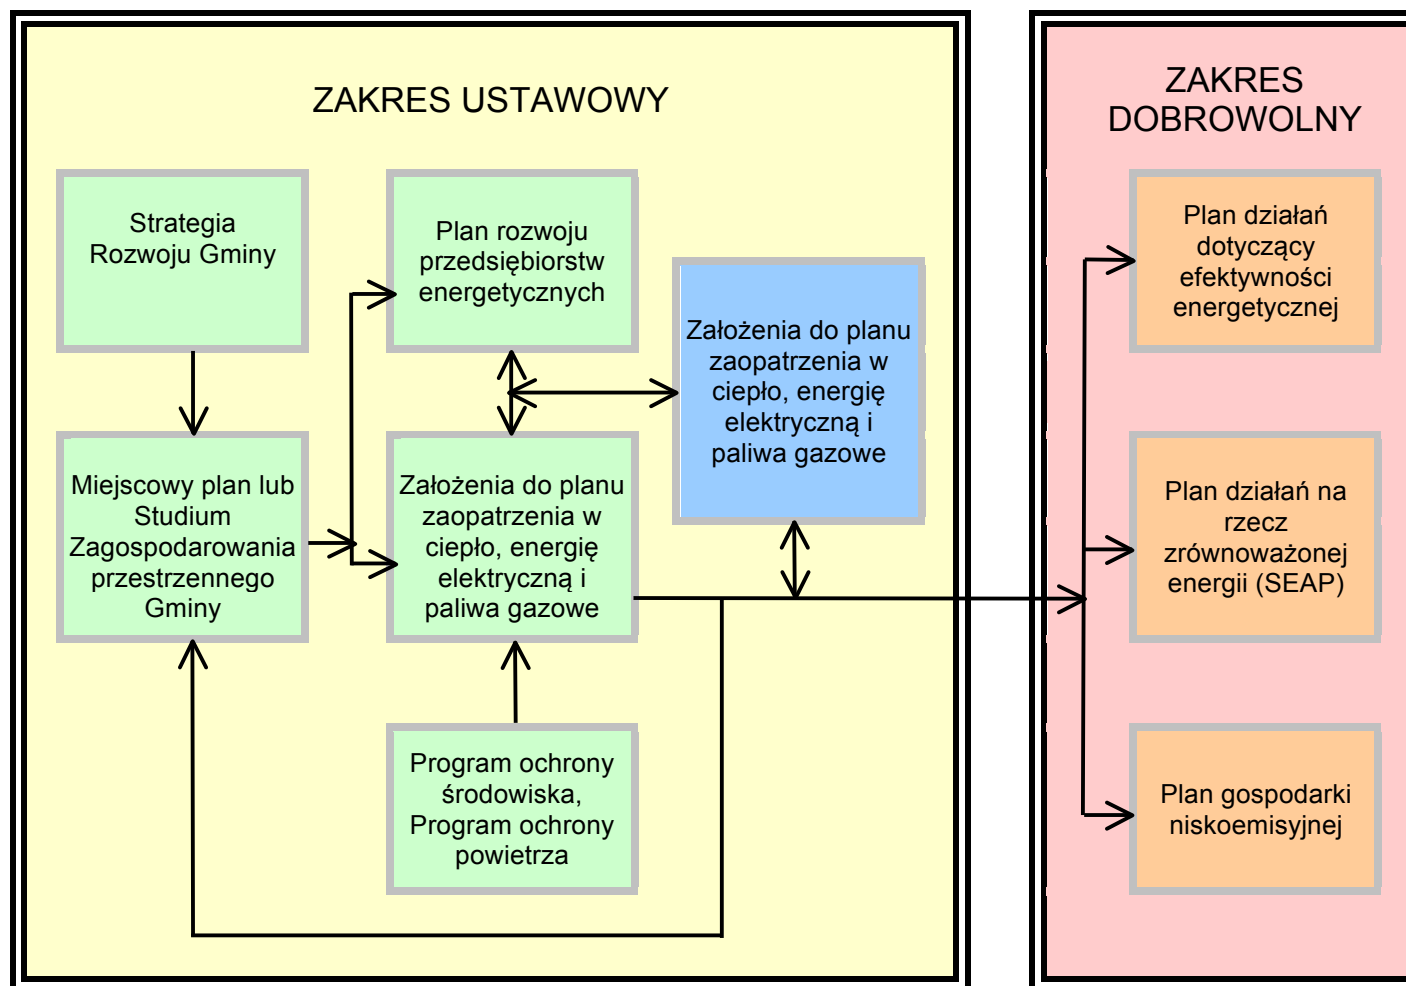 ZAKRES USTAWOWY
Strategia
Rozwoju Gminy
Plan rozwoju
przedsiębiorstw
energetycznych
Założenia do planu
zaopatrzenia w
ciepło, energię
elektryczną i
paliwa gazowe
Miejscowy plan lub
Studium
Zagospodarowania
przestrzennego
Gminy
Założenia do planu
zaopatrzenia w
ciepło, energię
elektryczną i
paliwa gazowe
Program ochrony
środowiska,
Program ochrony
powietrza
ZAKRES
DOBROWOLNY
Plan działań
dotyczący
efektywności
energetycznej
Plan działań na
rzecz
zrównoważonej
energii (SEAP)
Plan gospodarki
niskoemisyjnej